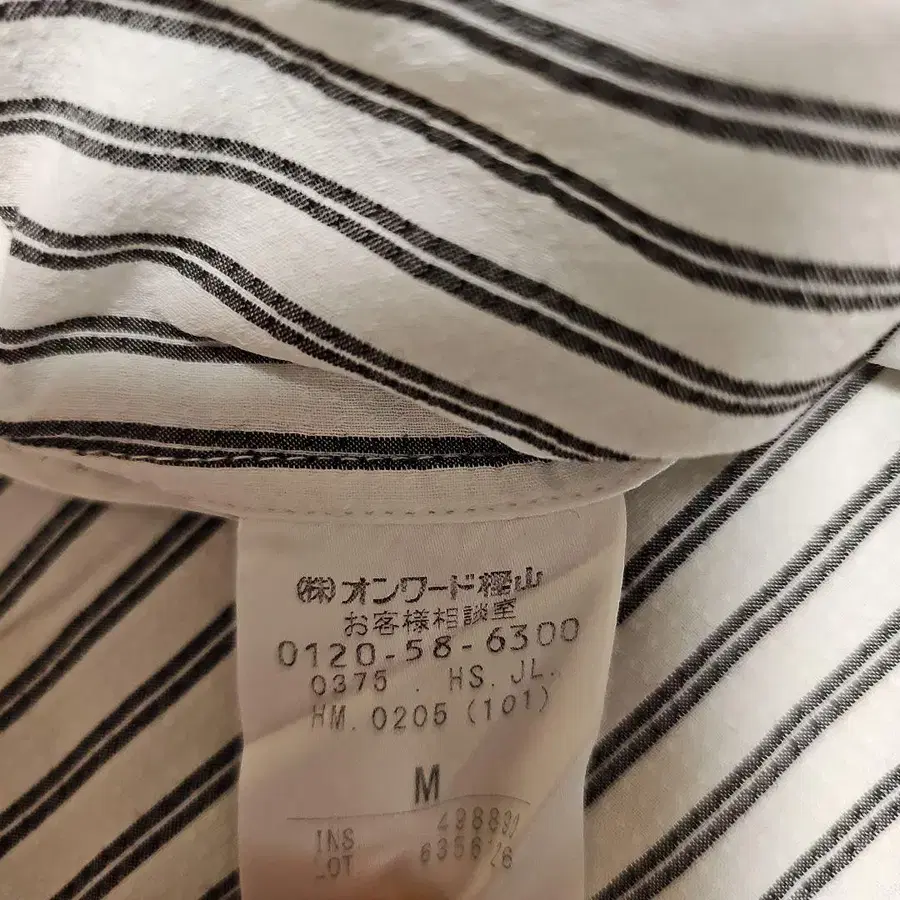 ㈱オンワード樫山
お客様相談室
0120-58-6300
0375 . HS. JL.
HM. 0205 (101)
M
INS
LOT.